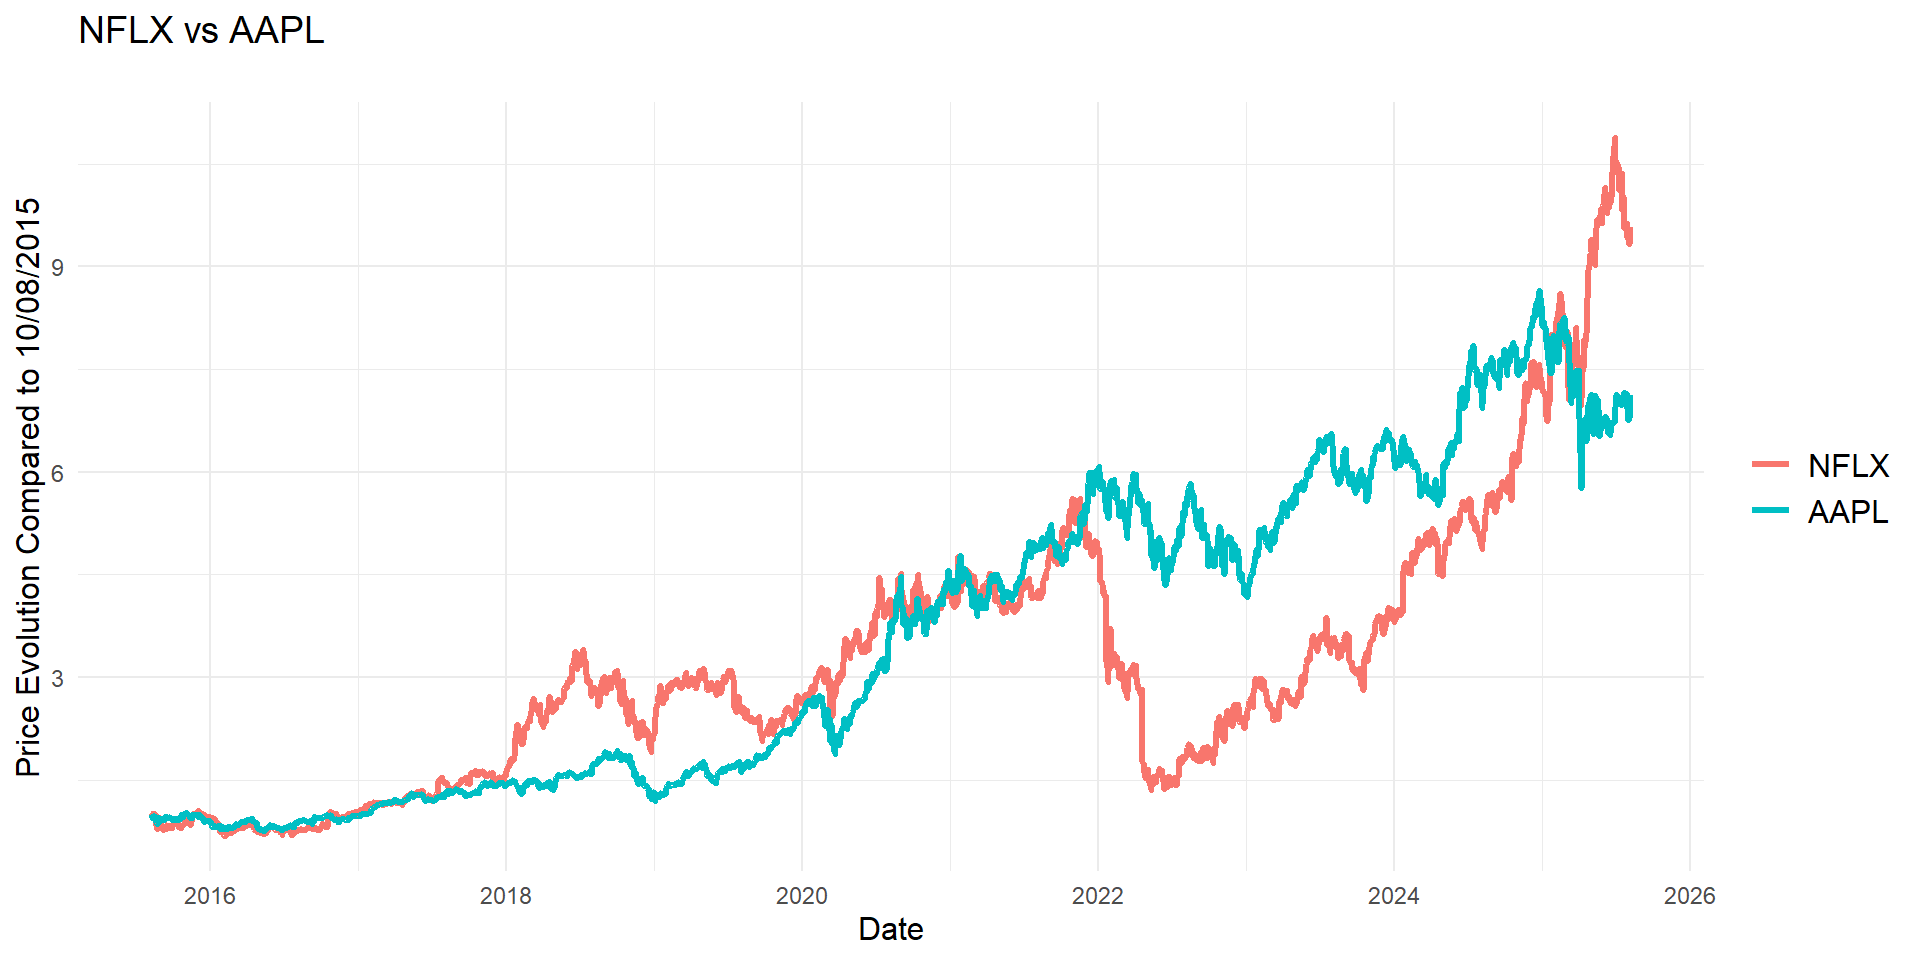 NFLX vs AAPL
Price Evolution Compared to 10/08/2015
9
6
3
2016 2018 2020 2022 2024 2026
Date
NFLX
AAPL